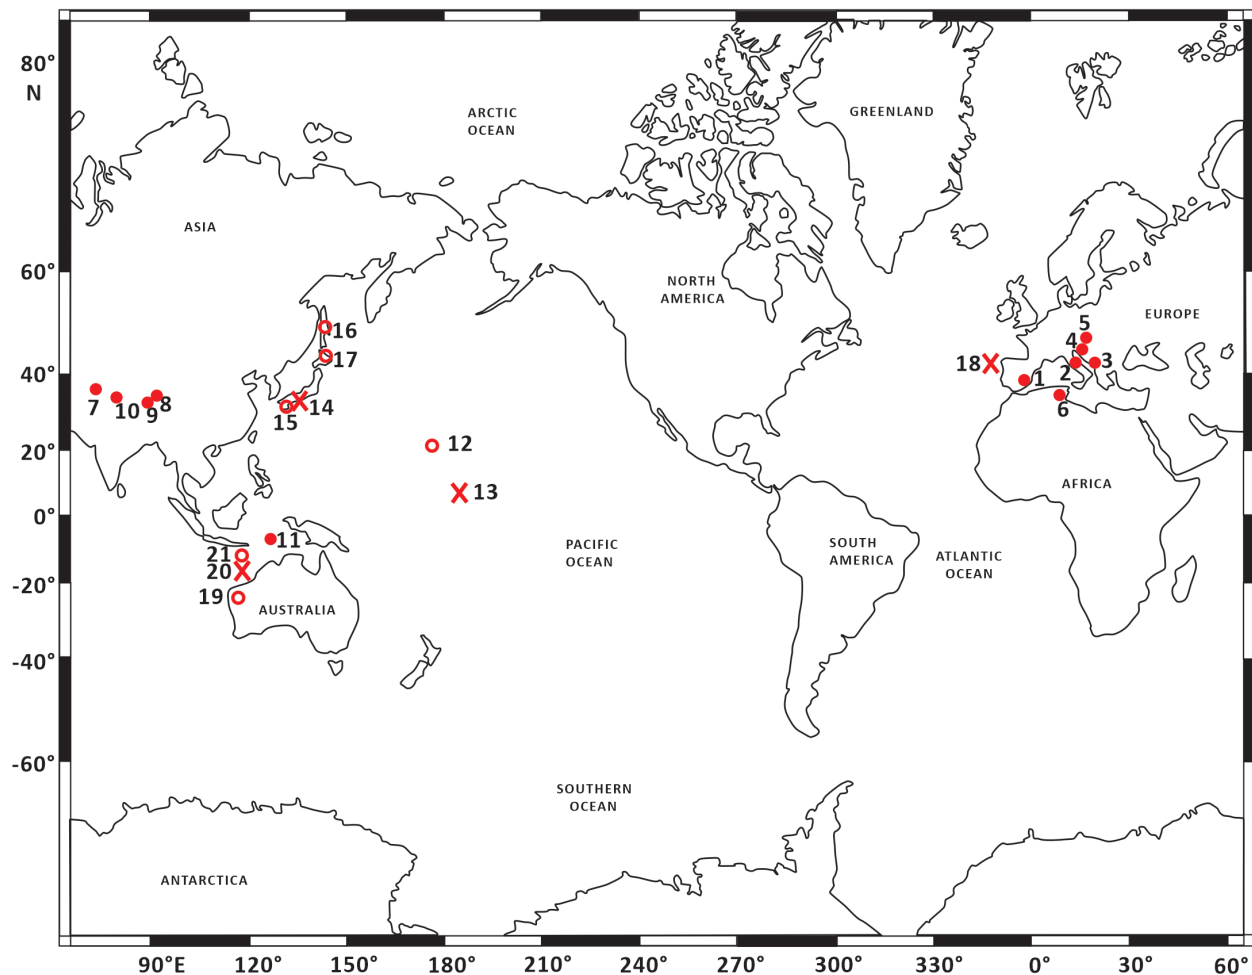 80°
N
ARCTIC
OCEAN
GREENLAND
ASIA
60°
NORTH
AMERICA
EUROPE
5
16
4
18
3
17
2
1
40°
7
10
8
9
14
6
15
12
20°
13
AFRICA
0°
11
PACIFIC
OCEAN
SOUTH
AMERICA
ATLANTIC
OCEAN
21
20
-20°
19
AUSTRALIA
-40°
-60°
SOUTHERN
OCEAN
ANTARCTICA
90°E 120° 150° 180° 210° 240° 270° 300° 330° 0° 30° 60°